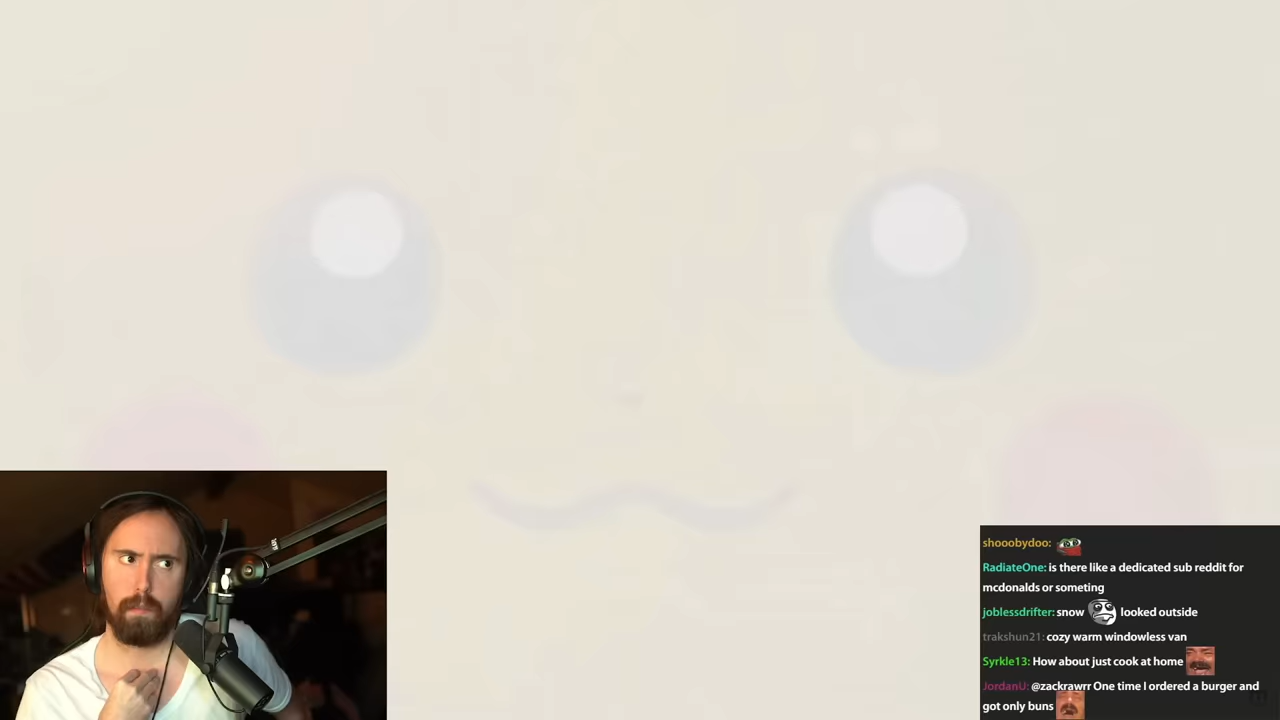 shooobydoo:
RadiateOne: is there like a dedicated sub reddit for
mcdonalds or someting
joblessdrifter: snow looked outside
trakshun21: cozy warm windowless van
Syrkle13: How about just cook at home
JordanU: @zackrawrr One time I ordered a burger and
got only buns